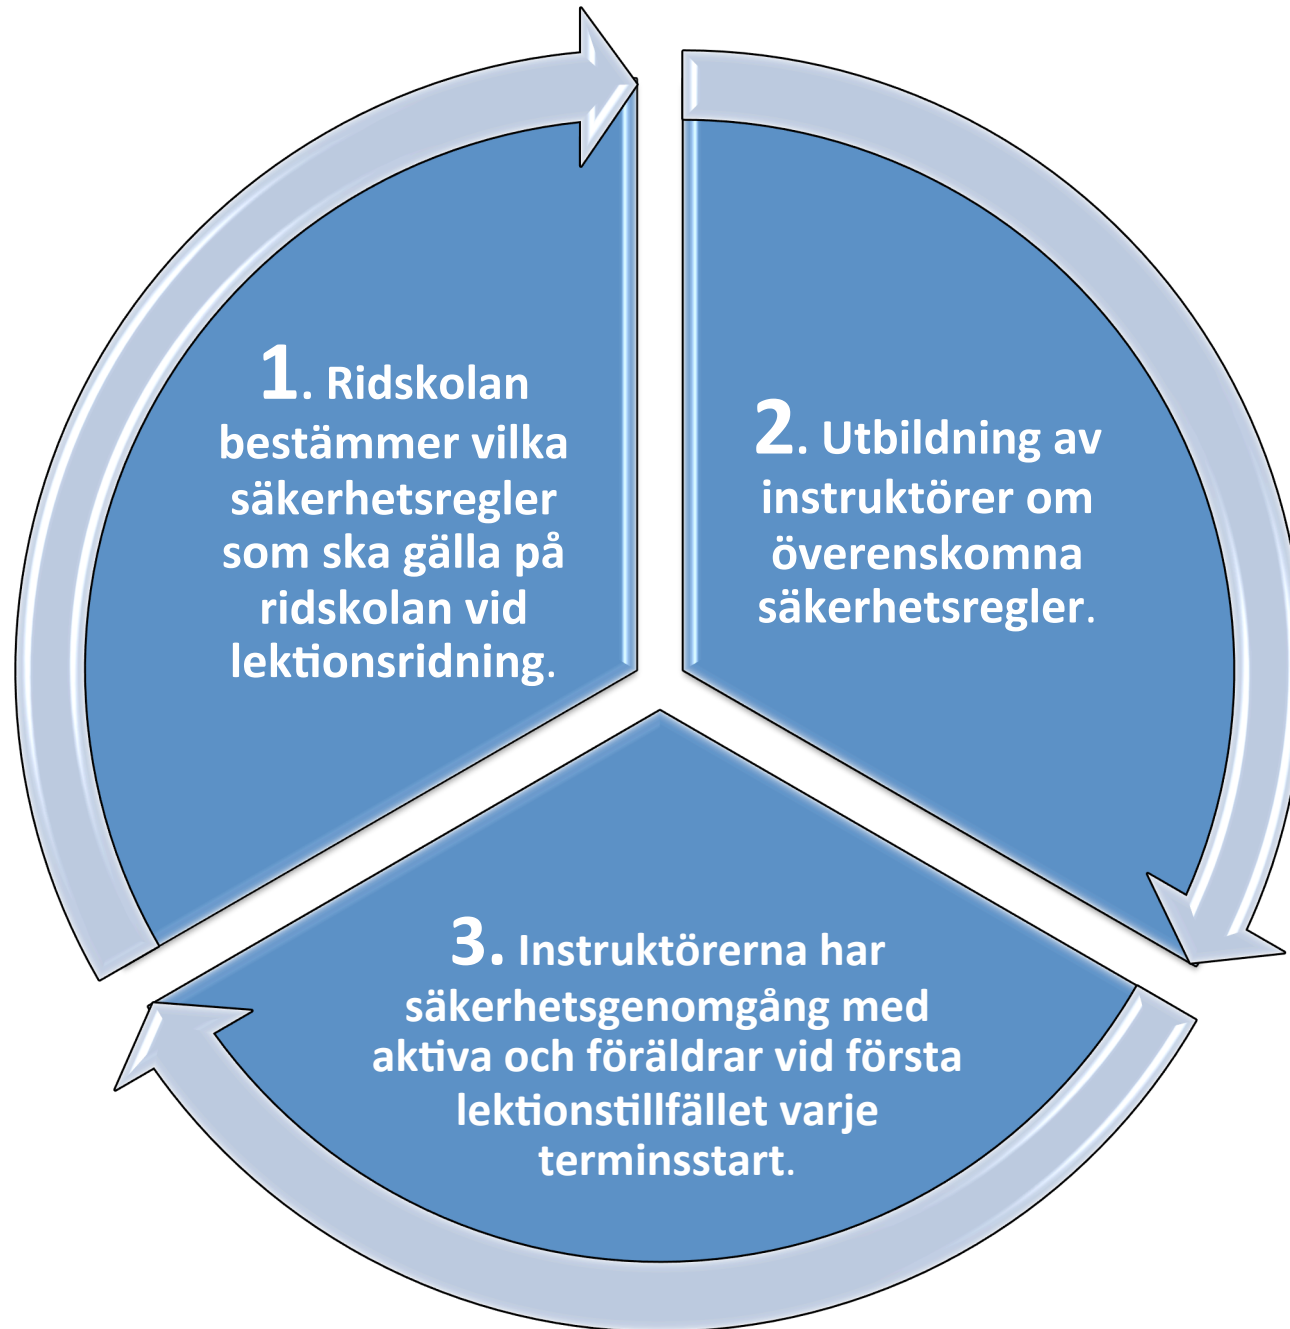 1. Ridskolan
bestämmer vilka
säkerhetsregler
som ska gälla på
ridskolan vid
lektionsridning.
2. Utbildning av
instruktörer om
överenskomna
säkerhetsregler.
3. Instruktörerna har
säkerhetsgenomgång med
aktiva och föräldrar vid första
lektionstillfället varje
terminsstart.